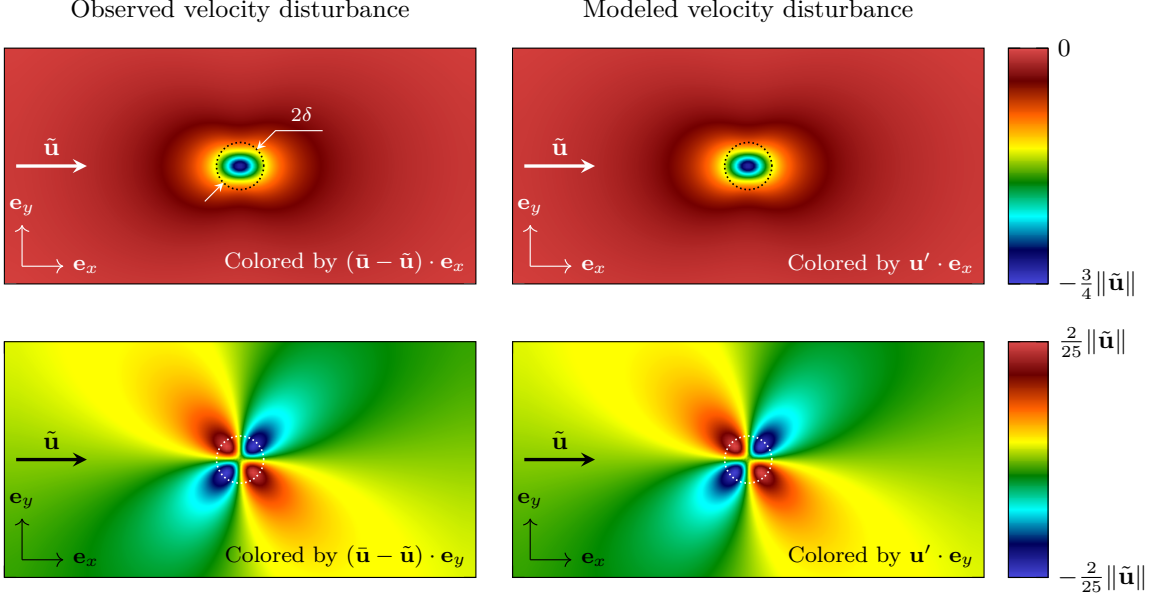 Observed velocity disturbance
Modeled velocity disturbance
2δ
ũ
e_y
e_x
Colored by (ū − ũ) · e_x
ũ
e_y
e_x
Colored by u′ · e_x
0
−3/4‖ũ‖
ũ
e_y
e_x
Colored by (ū − ũ) · e_y
ũ
e_y
e_x
Colored by u′ · e_y
2/25‖ũ‖
−2/25‖ũ‖